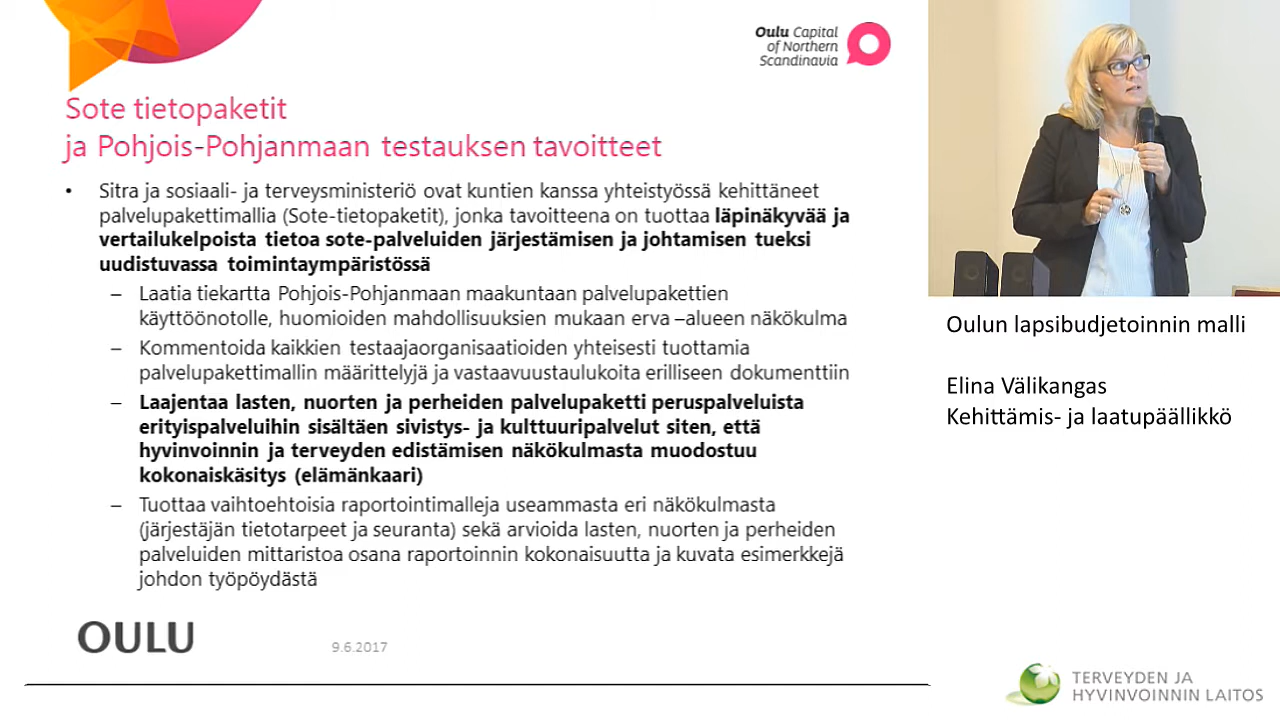 Oulu Capital
of Northern
Scandinavia
Sote tietopaketit
ja Pohjois-Pohjanmaan testauksen tavoitteet
• Sitra ja sosiaali- ja terveysministeriö ovat kuntien kanssa yhteistyössä kehittäneet
palvelupakettimallia (Sote-tietopaketit), jonka tavoitteena on tuottaa läpinäkyvää ja
vertailukelpoista tietoa sote-palveluiden järjestämisen ja johtamisen tueksi
uudistuvassa toimintaympäristössä
– Laatia tiekartta Pohjois-Pohjanmaan maakuntaan palvelupakettien
käyttöönotolle, huomioiden mahdollisuuksien mukaan erva –alueen näkökulma
– Kommentoida kaikkien testaajaorganisaatioiden yhteisesti tuottamia
palvelupakettimallin määrittelyjä ja vastaavuustaulukoita erilliseen dokumenttiin
– Laajentaa lasten, nuorten ja perheiden palvelupaketti peruspalveluista
erityispalveluihin sisältäen sivistys- ja kulttuuripalvelut siten, että
hyvinvoinnin ja terveyden edistämisen näkökulmasta muodostuu
kokonaiskäsitys (elämänkaari)
– Tuottaa vaihtoehtoisia raportointimalleja useammasta eri näkökulmasta
(järjestäjän tietotarpeet ja seuranta) sekä arvioida lasten, nuorten ja perheiden
palveluiden mittaristoa osana raportoinnin kokonaisuutta ja kuvata esimerkkejä
johdon työpöydästä
OULU
9.6.2017
Oulun lapsibudjetoinnin malli
Elina Välikangas
Kehittämis- ja laatupäällikkö
TERVEYDEN JA
HYVINVOINNIN LAITOS